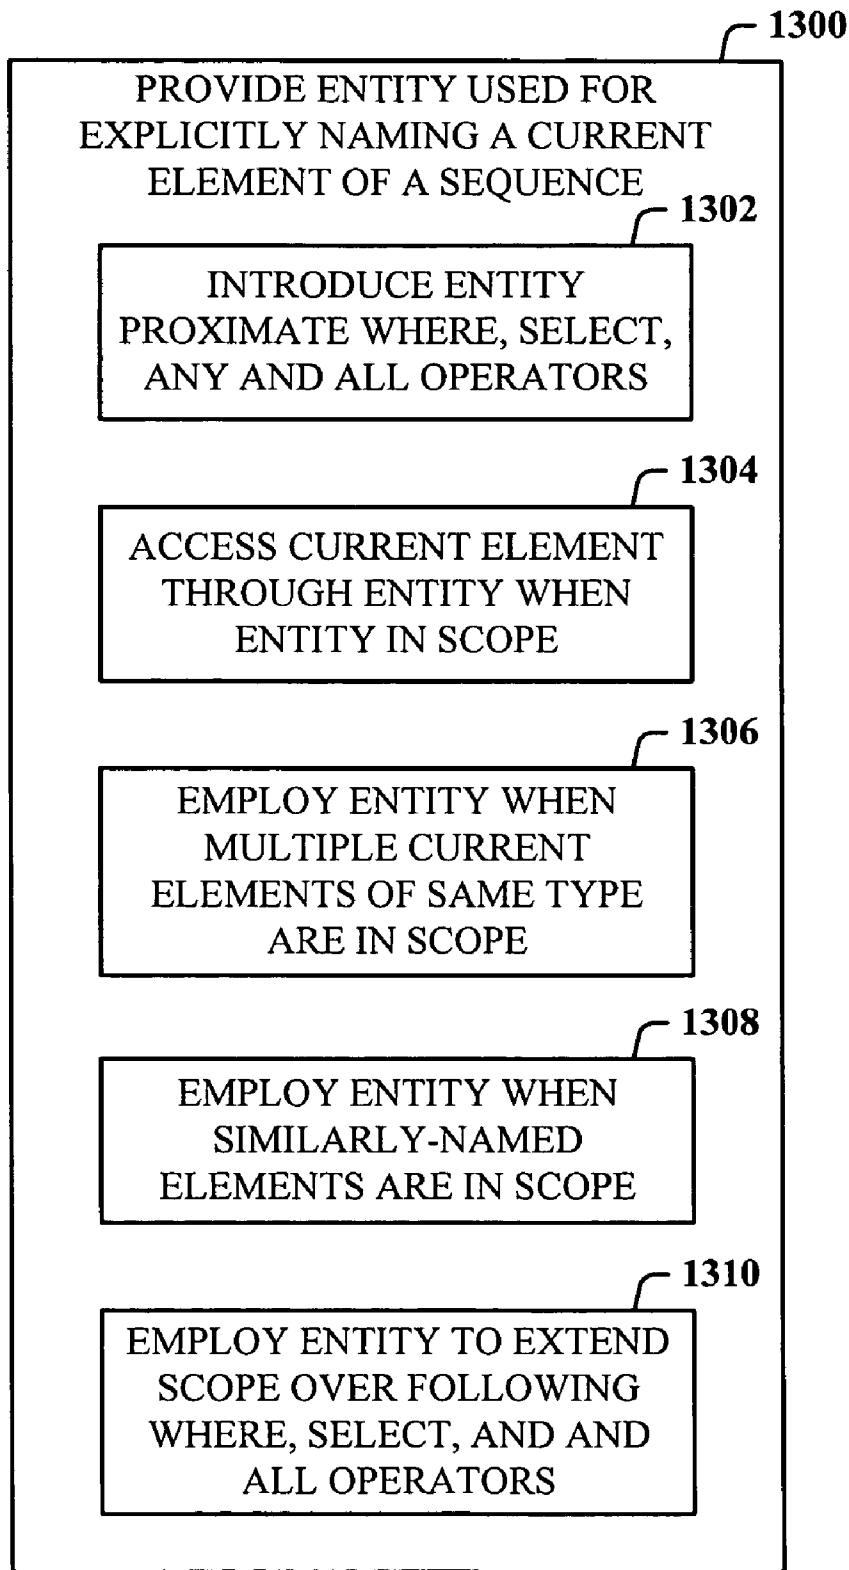 1300
PROVIDE ENTITY USED FOR
EXPLICITLY NAMING A CURRENT
ELEMENT OF A SEQUENCE
1302
INTRODUCE ENTITY
PROXIMATE WHERE, SELECT,
ANY AND ALL OPERATORS
1304
ACCESS CURRENT ELEMENT
THROUGH ENTITY WHEN
ENTITY IN SCOPE
1306
EMPLOY ENTITY WHEN
MULTIPLE CURRENT
ELEMENTS OF SAME TYPE
ARE IN SCOPE
1308
EMPLOY ENTITY WHEN
SIMILARLY-NAMED
ELEMENTS ARE IN SCOPE
1310
EMPLOY ENTITY TO EXTEND
SCOPE OVER FOLLOWING
WHERE, SELECT, AND AND
ALL OPERATORS